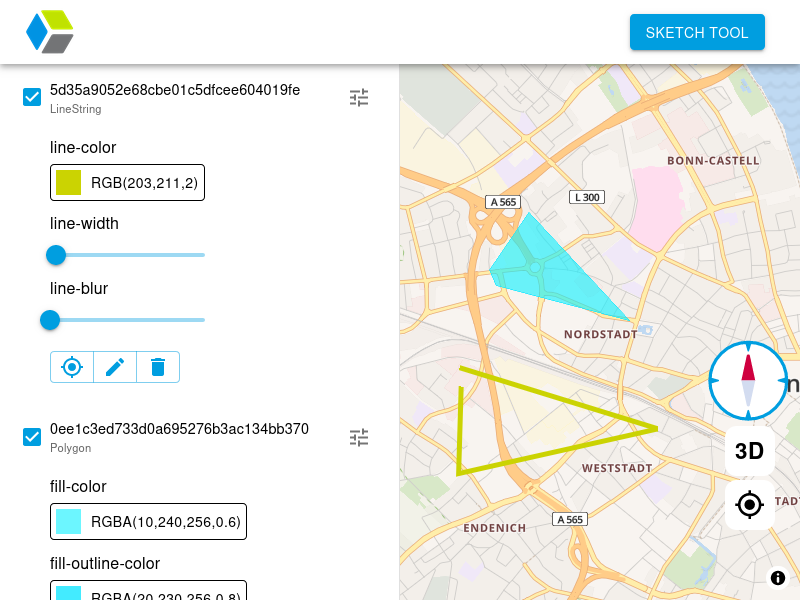 SKETCH TOOL
5d35a9052e68cbe01c5dfcee604019fe
LineString
line-color
RGB(203,211,2)
line-width
line-blur
0ee1c3ed733d0a695276b3ac134bb370
Polygon
fill-color
RGBA(10,240,256,0.6)
fill-outline-color
RGBA(20,230,256,0.8)
BONN-CASTELL
A 565
L 300
NORDSTADT
n
3D
WESTSTADT
TAD
A 565
ENDENICH